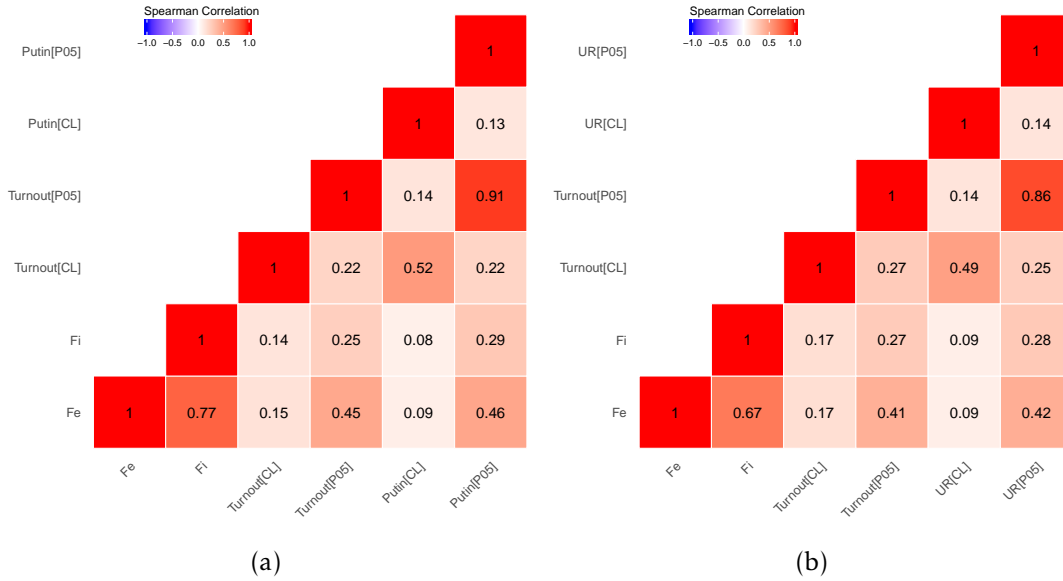 Spearman Correlation
−1.0 −0.5 0.0 0.5 1.0
Putin[P05] 1
Putin[CL] 1 0.13
Turnout[P05] 1 0.14 0.91
Turnout[CL] 1 0.22 0.52 0.22
Fi 1 0.14 0.25 0.08 0.29
Fe 1 0.77 0.15 0.45 0.09 0.46
Fe Fi Turnout[CL] Turnout[P05] Putin[CL] Putin[P05]
(a)
Spearman Correlation
−1.0 −0.5 0.0 0.5 1.0
UR[P05] 1
UR[CL] 1 0.14
Turnout[P05] 1 0.14 0.86
Turnout[CL] 1 0.27 0.49 0.25
Fi 1 0.17 0.27 0.09 0.28
Fe 1 0.67 0.17 0.41 0.09 0.42
Fe Fi Turnout[CL] Turnout[P05] UR[CL] UR[P05]
(b)